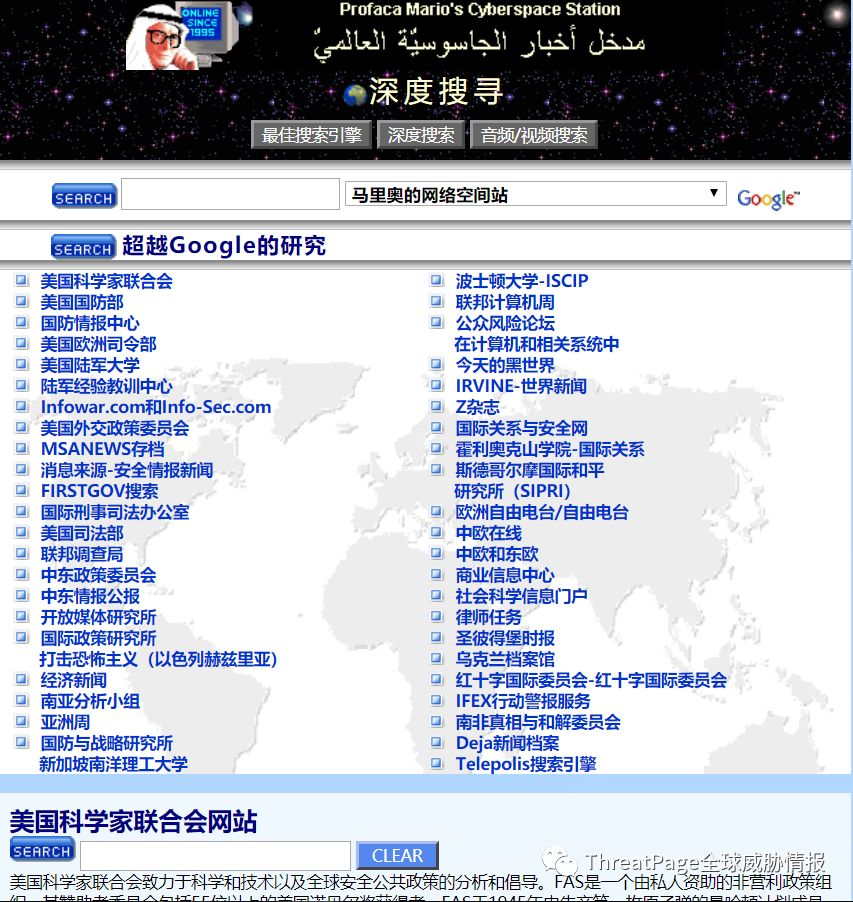 ONLINE
SINCE
1995
Profaca Mario's Cyberspace Station
مدخل أخبار الجاسوسيّة العالميّ
深度搜寻
最佳搜索引擎 深度搜索 音频/视频搜索
SEARCH 马里奥的网络空间站 Google™
SEARCH 超越Google的研究
美国科学家联合会
美国国防部
国防情报中心
美国欧洲司令部
美国陆军大学
陆军经验教训中心
Infowar.com和Info-Sec.com
美国外交政策委员会
MSANEWS存档
消息来源-安全情报新闻
FIRSTGOV搜索
国际刑事司法办公室
美国司法部
联邦调查局
中东政策委员会
中东情报公报
开放媒体研究所
国际政策研究所
打击恐怖主义（以色列赫兹里亚）
经济新闻
南亚分析小组
亚洲周
国防与战略研究所
新加坡南洋理工大学
波士顿大学-ISCIP
联邦计算机周
公众风险论坛
在计算机和相关系统中
今天的黑世界
IRVINE-世界新闻
Z杂志
国际关系与安全网
霍利奥克山学院-国际关系
斯德哥尔摩国际和平
研究所（SIPRI）
欧洲自由电台/自由电台
中欧在线
中欧和东欧
商业信息中心
社会科学信息门户
律师任务
圣彼得堡时报
乌克兰档案馆
红十字国际委员会-红十字国际委员会
IFEX行动警报服务
南非真相与和解委员会
Deja新闻档案
Telepolis搜索引擎
美国科学家联合会网站
SEARCH CLEAR
ThreatPage全球威胁情报
美国科学家联合会致力于科学和技术以及全球安全公共政策的分析和倡导。FAS是一个由私人资助的非营利政策组